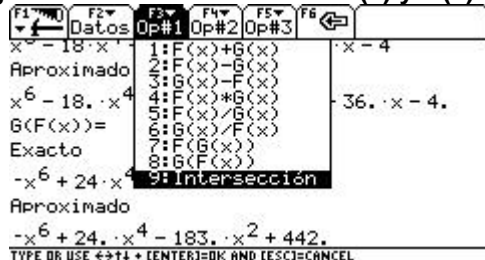 F1 F2 F3 F4 F5 F6
Datos Op#1 Op#2 Op#3
1:F(x)+G(x)
2:F(x)-G(x)
3:G(x)-F(x)
4:F(x)*G(x)
5:F(x)/G(x)
6:G(x)/F(x)
7:F(G(x))
8:G(F(x))
9:Intersección
x⁶ - 18·x - 4
Aproximado
x⁶ - 18.·x⁴ 36.·x - 4.
G(F(x))=
Exacto
-x⁶ + 24·x⁴
Aproximado
-x⁶ + 24.·x⁴ - 183.·x² + 442.
TYPE OR USE ←→↑↓ + [ENTER]=OK AND [ESC]=CANCEL